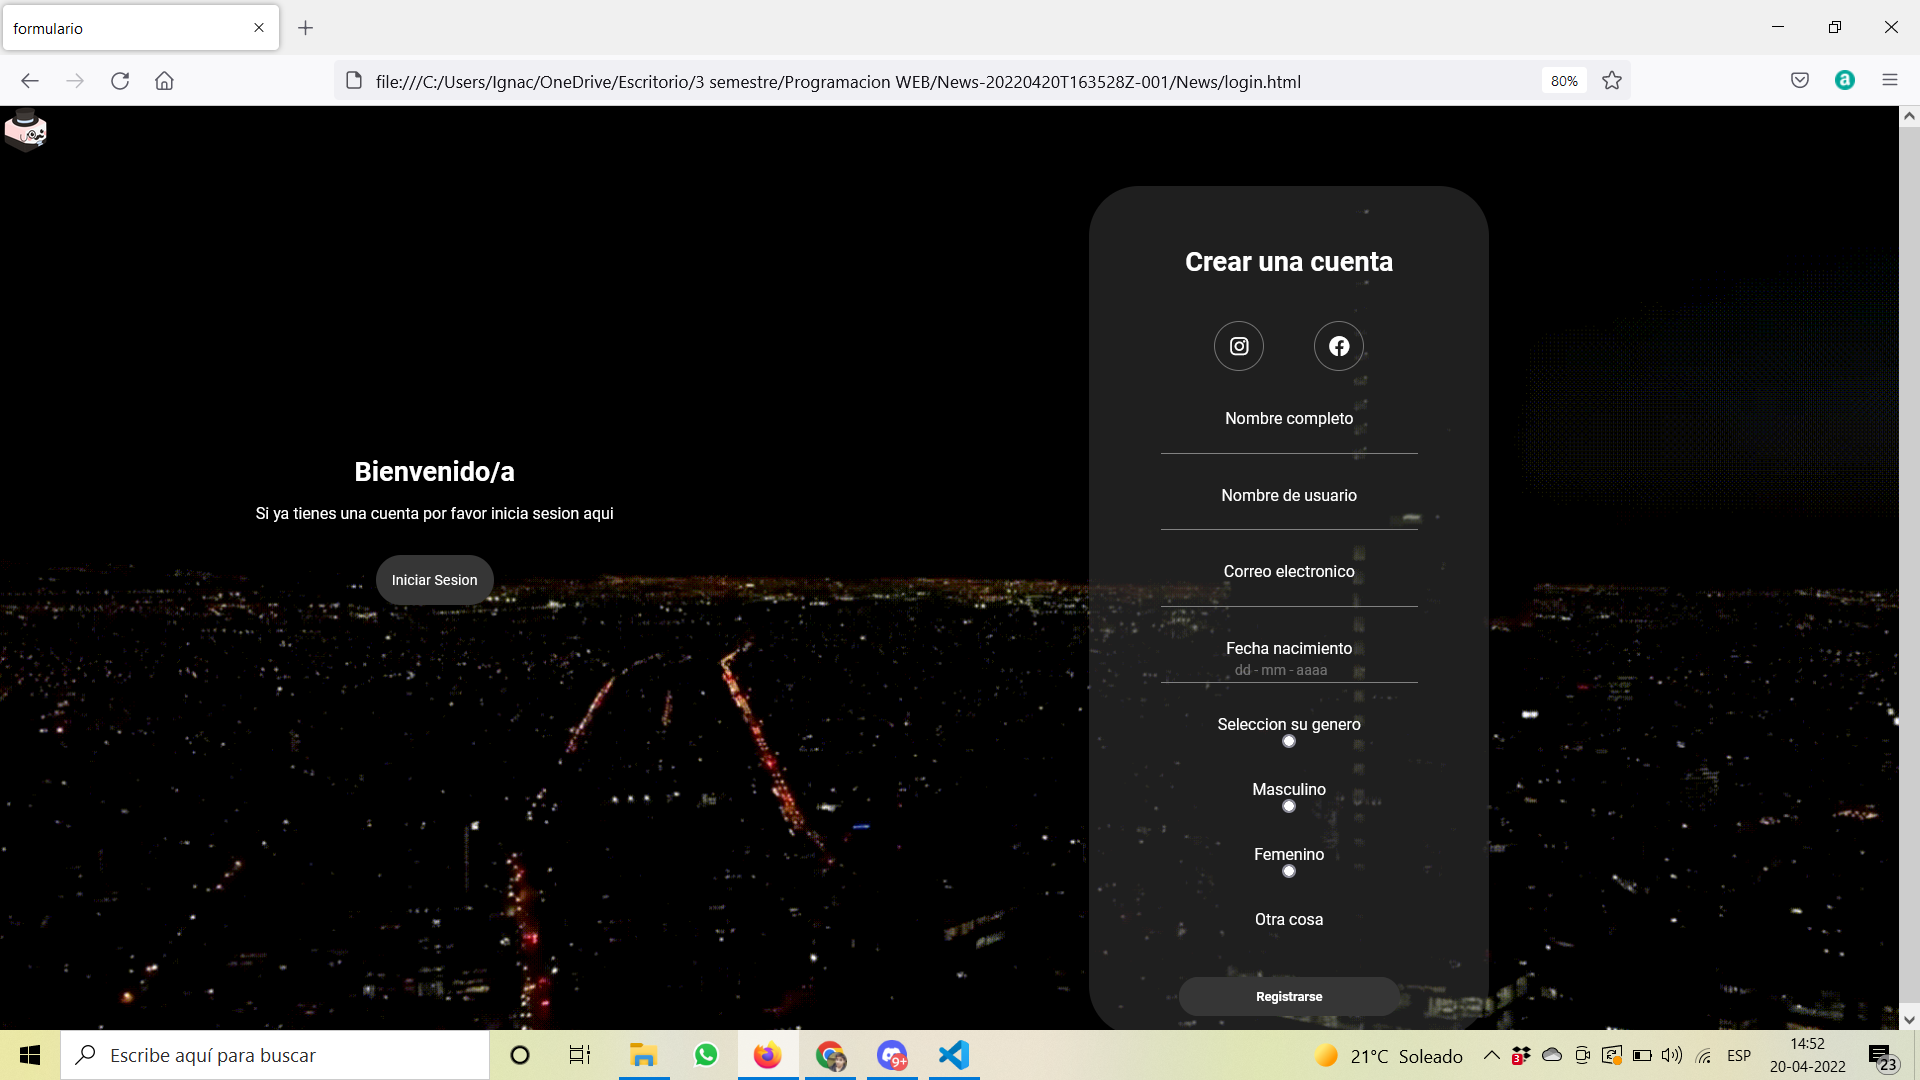 formulario
file:///C:/Users/Ignac/OneDrive/Escritorio/3 semestre/Programacion WEB/News-20220420T163528Z-001/News/login.html
80%
a
Bienvenido/a
Si ya tienes una cuenta por favor inicia sesion aqui
Iniciar Sesion
Crear una cuenta
Nombre completo
Nombre de usuario
Correo electronico
Fecha nacimiento
dd - mm - aaaa
Seleccion su genero
Masculino
Femenino
Otra cosa
Registrarse
Escribe aquí para buscar
9+
21°C Soleado
3
ESP
14:52
20-04-2022
23